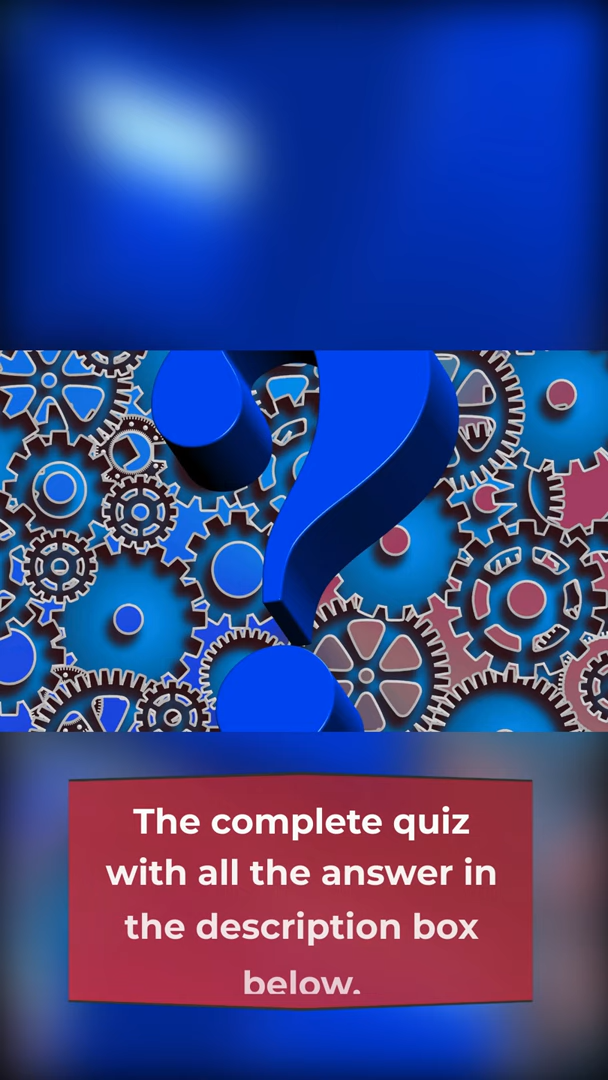 The complete quiz
with all the answer in
the description box
below.